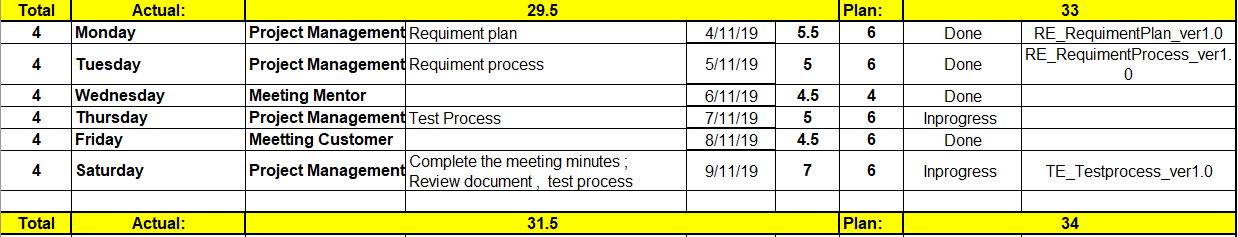 Total Actual: 29.5 Plan: 33
4 Monday Project Management Requiment plan 4/11/19 5.5 6 Done RE_RequimentPlan_ver1.0
4 Tuesday Project Management Requiment process 5/11/19 5 6 Done RE_RequimentProcess_ver1.
0
4 Wednesday Meeting Mentor 6/11/19 4.5 4 Done
4 Thursday Project Management Test Process 7/11/19 5 6 Inprogress
4 Friday Meetting Customer 8/11/19 4.5 6 Done
4 Saturday Project Management Complete the meeting minutes ;
Review document , test process 9/11/19 7 6 Inprogress TE_Testprocess_ver1.0
Total Actual: 31.5 Plan: 34